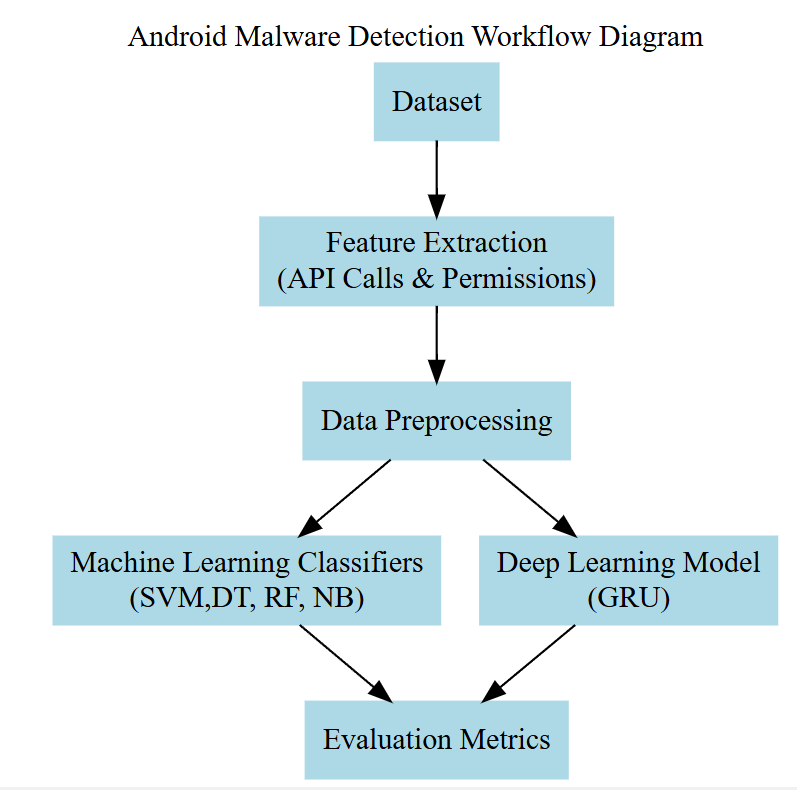 Android Malware Detection Workflow Diagram
Dataset
Feature Extraction
(API Calls & Permissions)
Data Preprocessing
Machine Learning Classifiers
(SVM,DT, RF, NB)
Deep Learning Model
(GRU)
Evaluation Metrics